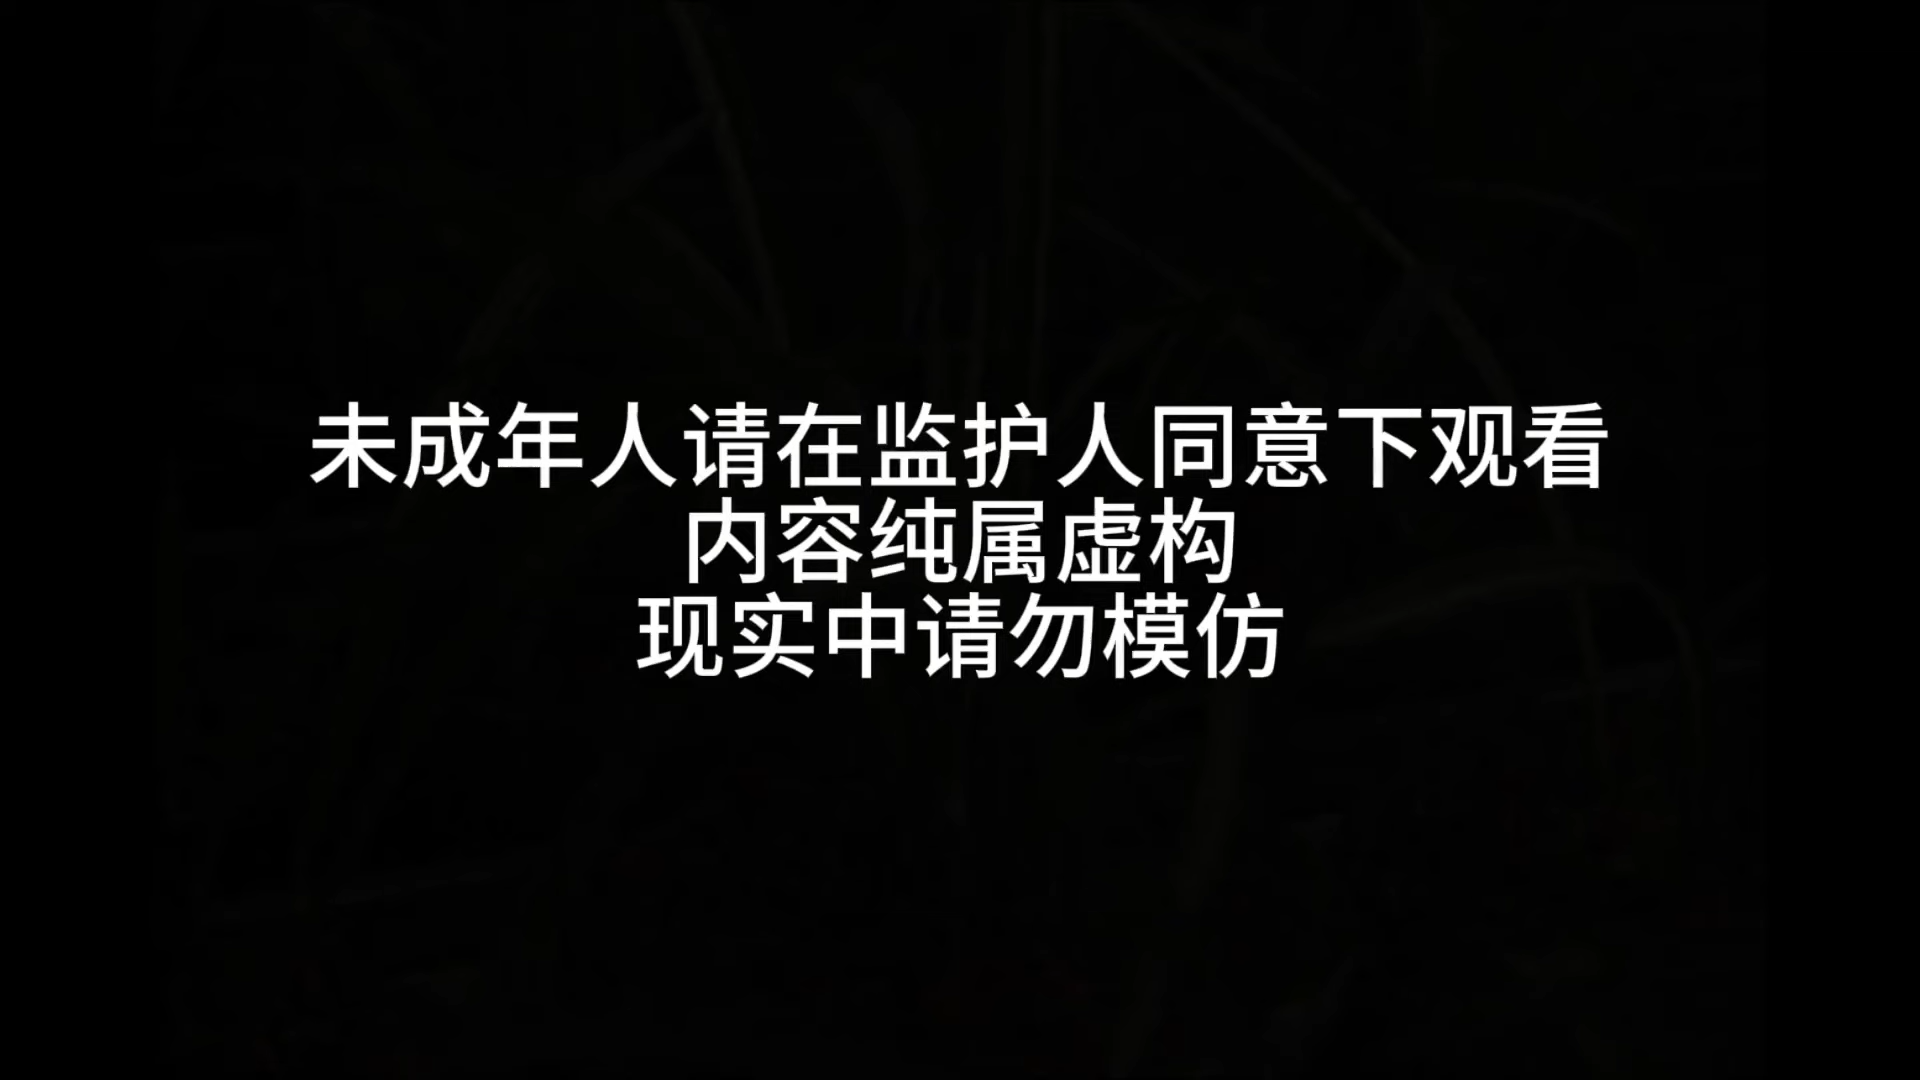 未成年人请在监护人同意下观看
内容纯属虚构
现实中请勿模仿